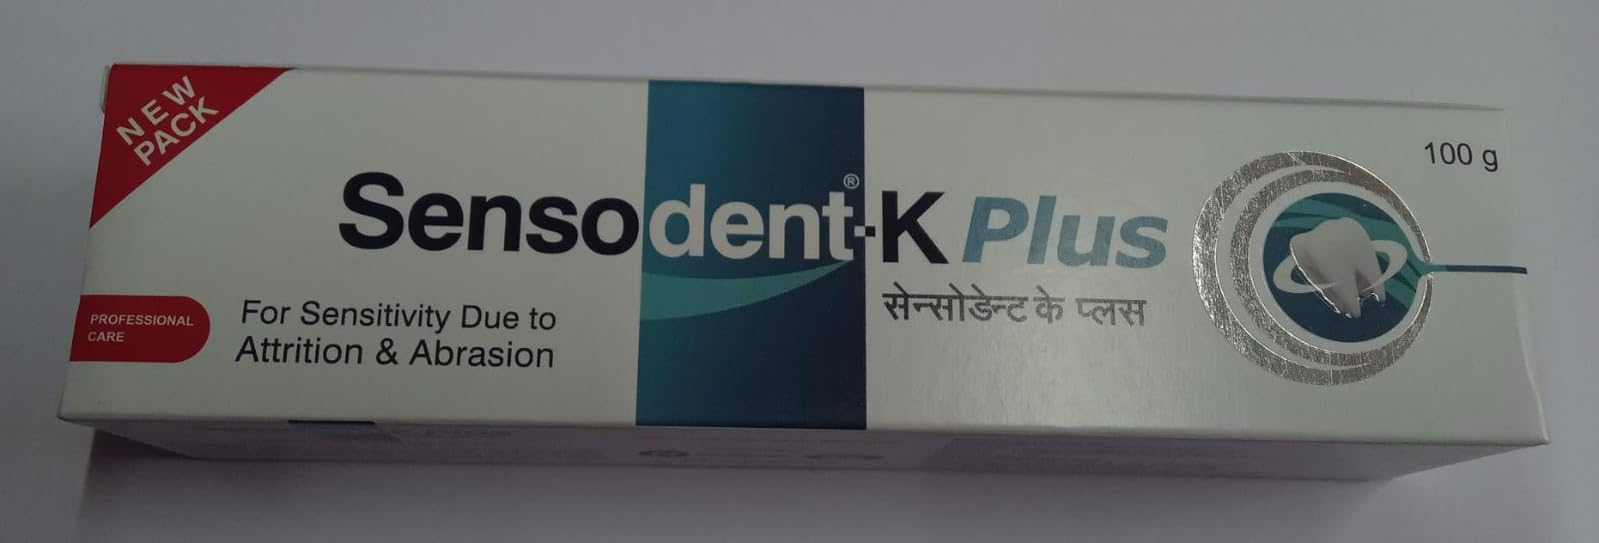 NEW
PACK
100 g
Sensodent®-K Plus
सेन्सोडेन्ट के प्लस
PROFESSIONAL
CARE
For Sensitivity Due to
Attrition & Abrasion